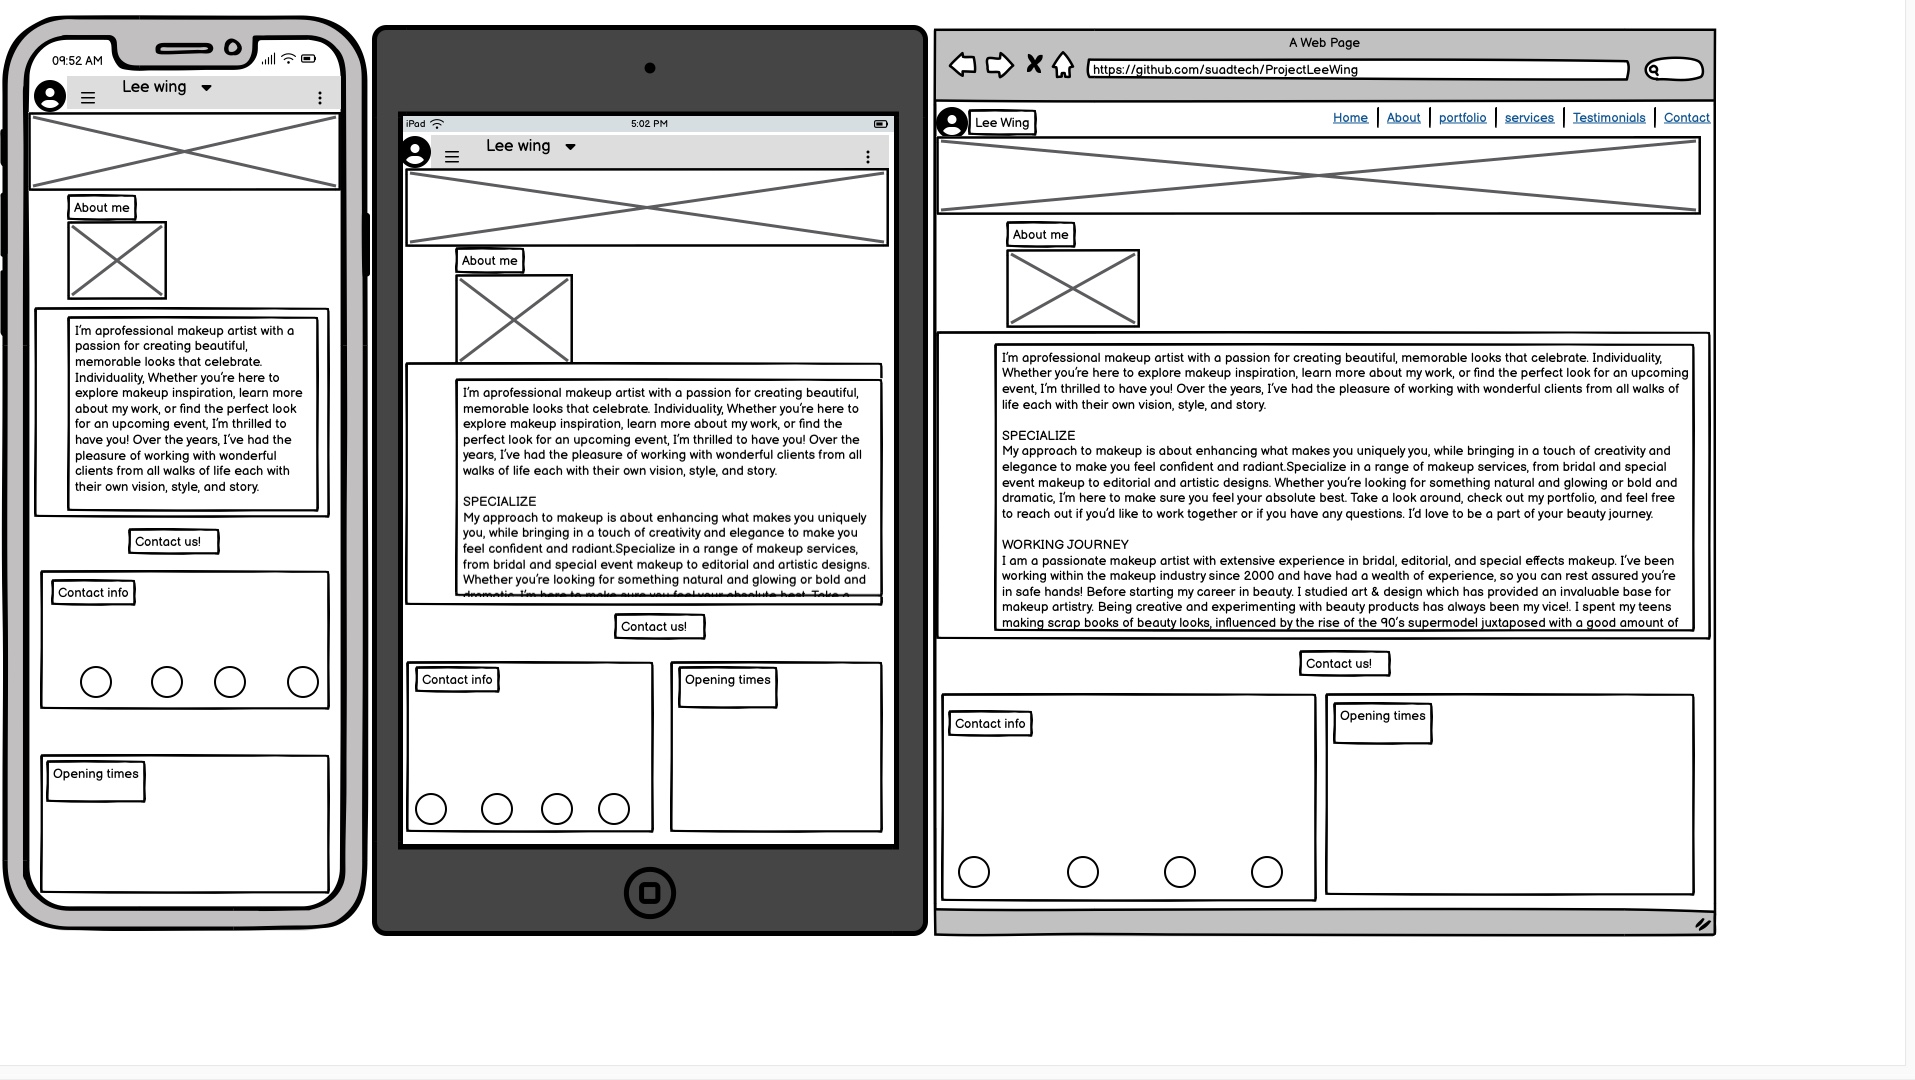 09:52 AM
Lee wing
About me
I'm aprofessional makeup artist with a
passion for creating beautiful,
memorable looks that celebrate.
Individuality, Whether you're here to
explore makeup inspiration, learn more
about my work, or find the perfect look
for an upcoming event, I'm thrilled to
have you! Over the years, I've had the
pleasure of working with wonderful
clients from all walks of life each with
their own vision, style, and story.
Contact us!
Contact info
Opening times
iPad
5:02 PM
Lee wing
About me
I'm aprofessional makeup artist with a passion for creating beautiful,
memorable looks that celebrate. Individuality, Whether you're here to
explore makeup inspiration, learn more about my work, or find the
perfect look for an upcoming event, I'm thrilled to have you! Over the
years, I've had the pleasure of working with wonderful clients from all
walks of life each with their own vision, style, and story.
SPECIALIZE
My approach to makeup is about enhancing what makes you uniquely
you, while bringing in a touch of creativity and elegance to make you
feel confident and radiant.Specialize in a range of makeup services,
from bridal and special event makeup to editorial and artistic designs.
Whether you're looking for something natural and glowing or bold and
dramatic, I'm here to make sure you feel your absolute best. Take a
Contact us!
Contact info
Opening times
A Web Page
https://github.com/suadtech/ProjectLeeWing
Lee Wing
Home
About
portfolio
services
Testimonials
Contact
About me
I'm aprofessional makeup artist with a passion for creating beautiful, memorable looks that celebrate. Individuality,
Whether you're here to explore makeup inspiration, learn more about my work, or find the perfect look for an upcoming
event, I'm thrilled to have you! Over the years, I've had the pleasure of working with wonderful clients from all walks of
life each with their own vision, style, and story.
SPECIALIZE
My approach to makeup is about enhancing what makes you uniquely you, while bringing in a touch of creativity and
elegance to make you feel confident and radiant.Specialize in a range of makeup services, from bridal and special
event makeup to editorial and artistic designs. Whether you're looking for something natural and glowing or bold and
dramatic, I'm here to make sure you feel your absolute best. Take a look around, check out my portfolio, and feel free
to reach out if you'd like to work together or if you have any questions. I'd love to be a part of your beauty journey.
WORKING JOURNEY
I am a passionate makeup artist with extensive experience in bridal, editorial, and special effects makeup. I've been
working within the makeup industry since 2000 and have had a wealth of experience, so you can rest assured you're
in safe hands! Before starting my career in beauty. I studied art & design which has provided an invaluable base for
makeup artistry. Being creative and experimenting with beauty products has always been my vice!. I spent my teens
making scrap books of beauty looks, influenced by the rise of the 90's supermodel juxtaposed with a good amount of
Contact us!
Contact info
Opening times